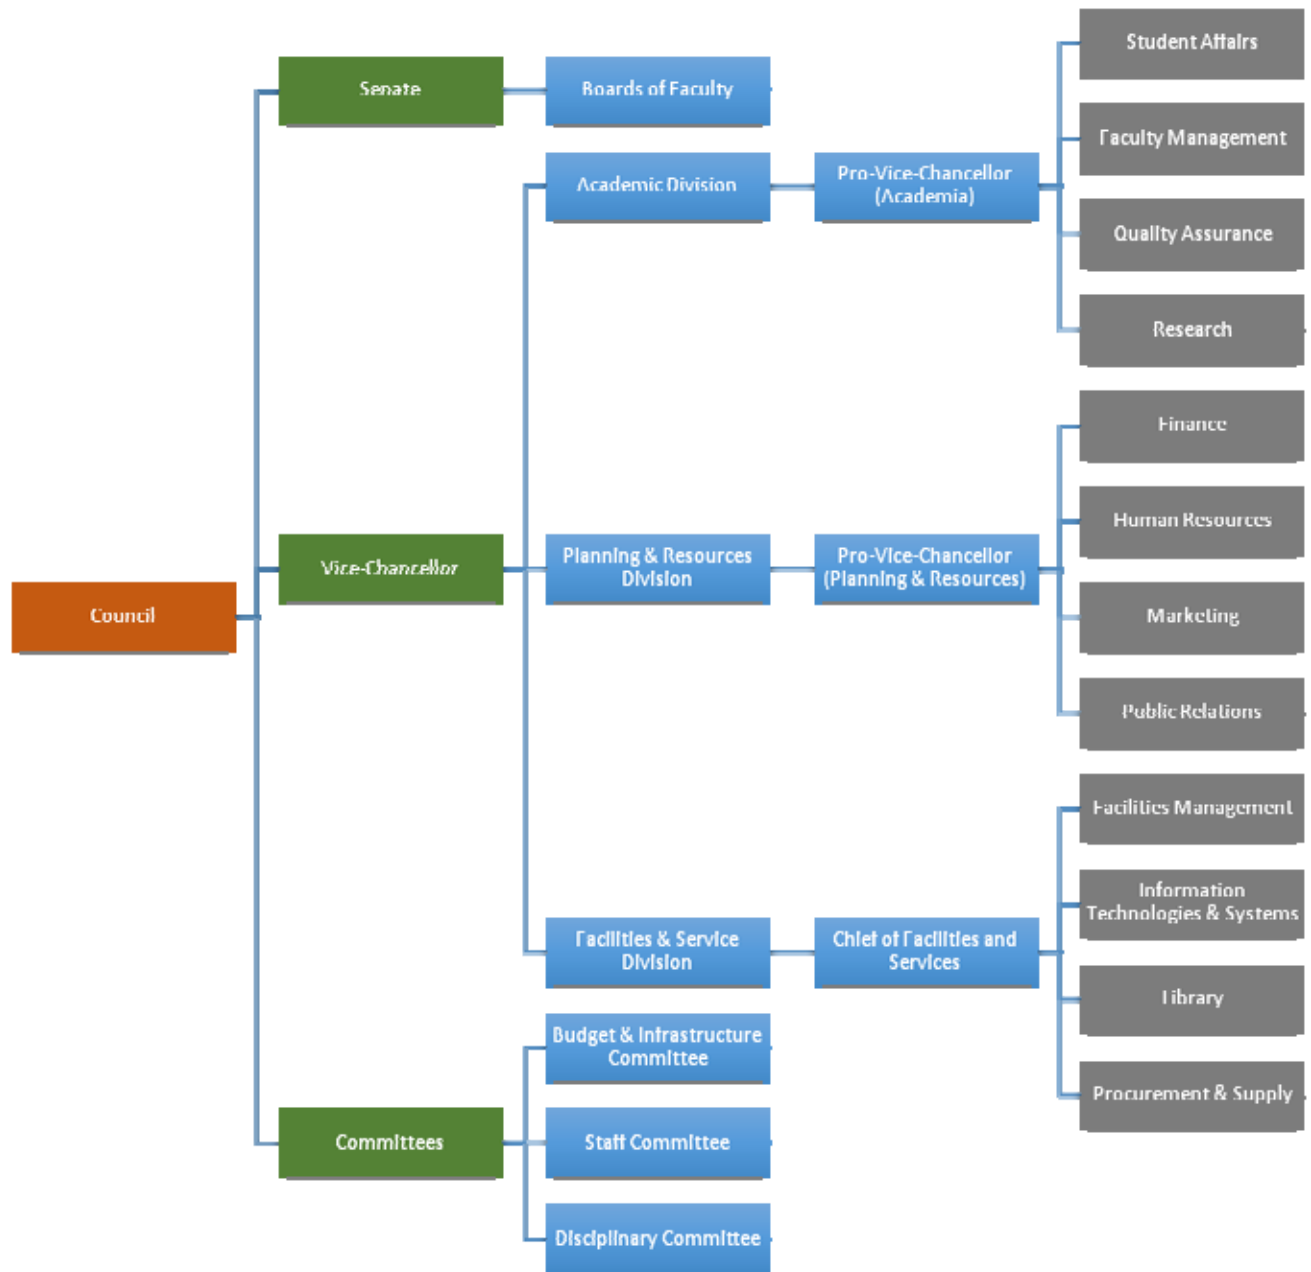 Council
Senate
Boards of Faculty
Vice-Chancellor
Academic Division
Pro-Vice-Chancellor
(Academia)
Student Affairs
Faculty Management
Quality Assurance
Research
Planning & Resources
Division
Pro-Vice-Chancellor
(Planning & Resources)
Finance
Human Resources
Marketing
Public Relations
Facilities & Service
Division
Chief of Facilities and
Services
Facilities Management
Information
Technologies & Systems
Library
Procurement & Supply
Committees
Budget & Infrastructure
Committee
Staff Committee
Disciplinary Committee